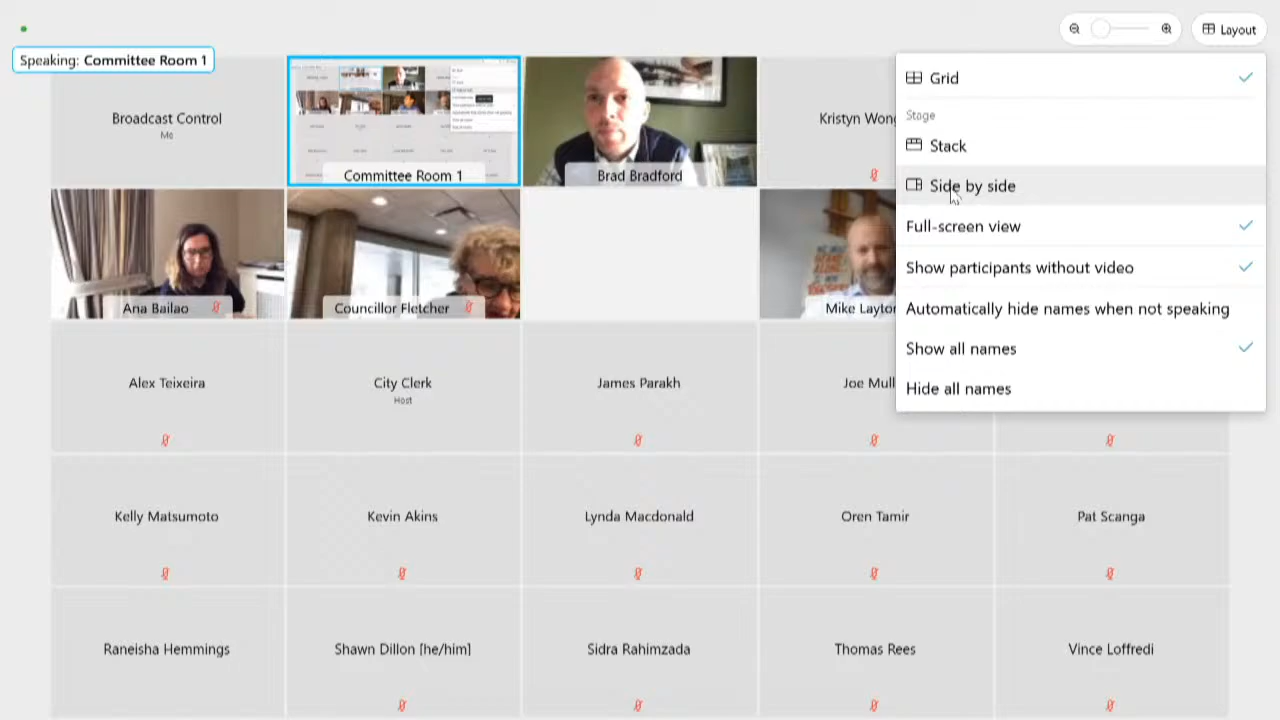 Layout
Speaking: Committee Room 1
Grid
Stage
Stack
Side by side
Full-screen view
Show participants without video
Automatically hide names when not speaking
Show all names
Hide all names
Broadcast Control
Me
Committee Room 1
Brad Bradford
Kristyn Wong
Ana Bailao
Councillor Fletcher
Mike Layto
Alex Teixeira
City Clerk
Host
James Parakh
Joe Mull
Kelly Matsumoto
Kevin Akins
Lynda Macdonald
Oren Tamir
Pat Scanga
Raneisha Hemmings
Shawn Dillon [he/him]
Sidra Rahimzada
Thomas Rees
Vince Loffredi